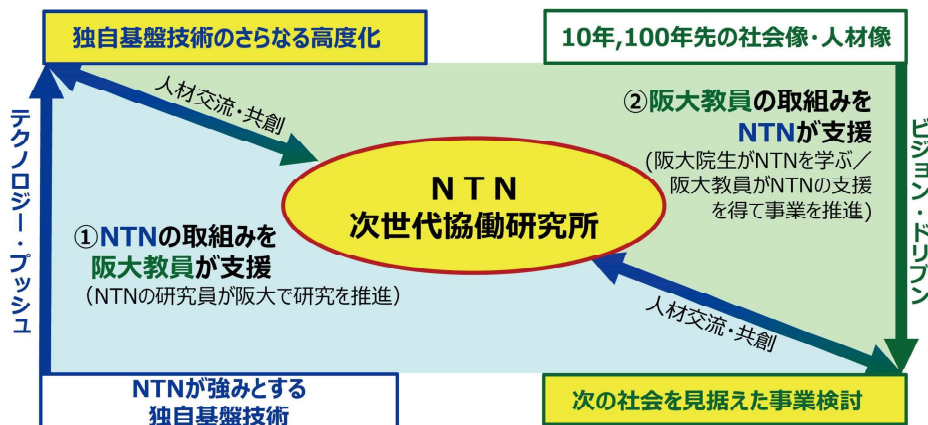 独自基盤技術のさらなる高度化
10年,100年先の社会像・人材像
テクノロジー・プッシュ
人材交流・共創
②阪大教員の取組みを
NTNが支援
(阪大院生がNTNを学ぶ／
阪大教員がNTNの支援
を得て事業を推進)
ビジョン・ドリブン
NTN
次世代協働研究所
①NTNの取組みを
阪大教員が支援
（NTNの研究員が阪大で研究を推進）
人材交流・共創
NTNが強みとする
独自基盤技術
次の社会を見据えた事業検討